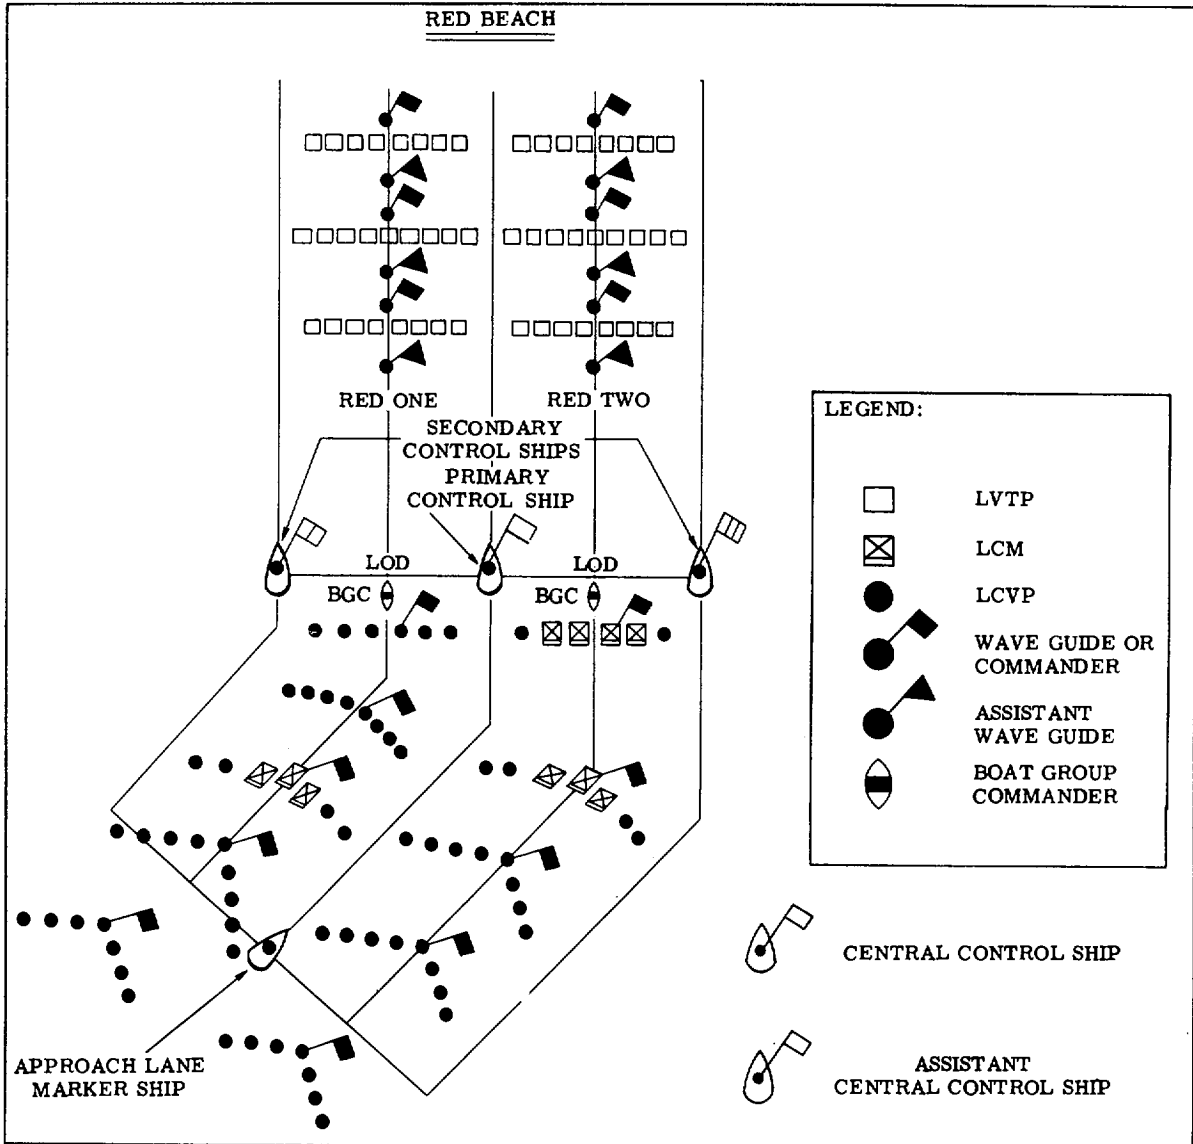 RED BEACH
RED ONE
RED TWO
SECONDARY
CONTROL SHIPS
PRIMARY
CONTROL SHIP
LOD
LOD
BGC
BGC
LEGEND:
LVTP
LCM
LCVP
WAVE GUIDE OR
COMMANDER
ASSISTANT
WAVE GUIDE
BOAT GROUP
COMMANDER
CENTRAL CONTROL SHIP
APPROACH LANE
MARKER SHIP
ASSISTANT
CENTRAL CONTROL SHIP